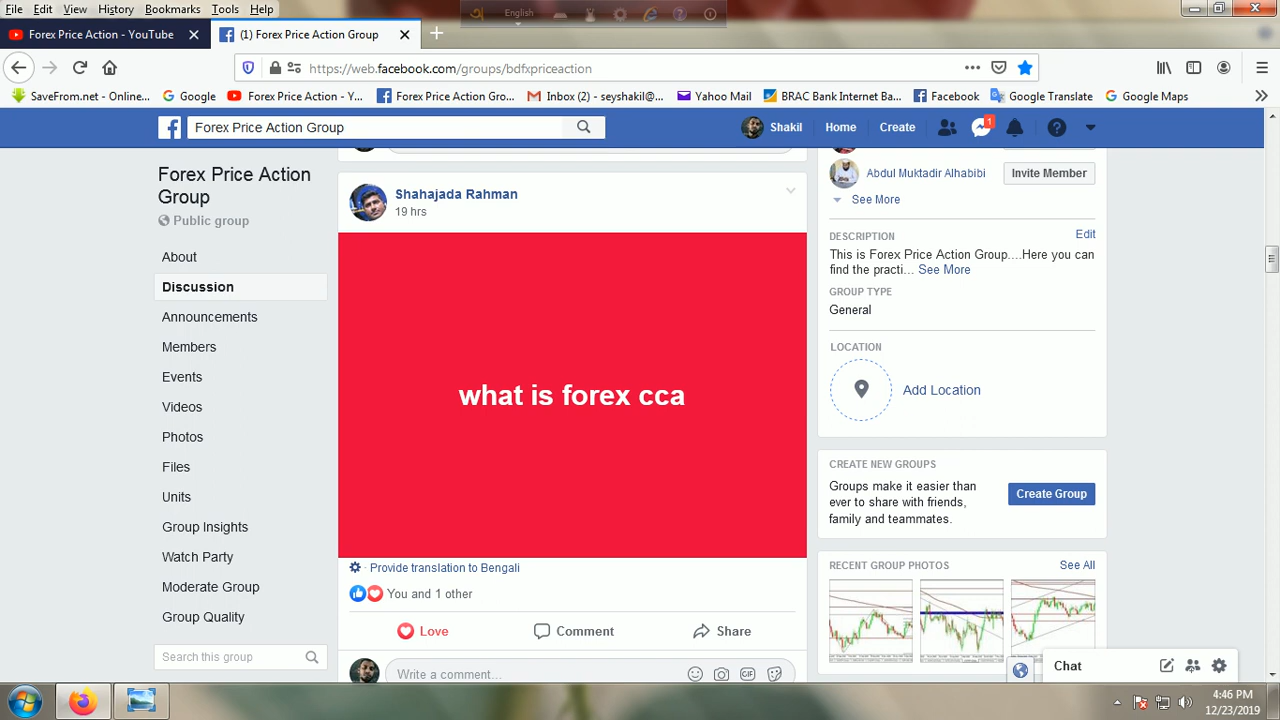 File Edit View History Bookmarks Tools Help
English
Forex Price Action - YouTube
(1) Forex Price Action Group
https://web.facebook.com/groups/bdfxpriceaction
SaveFrom.net - Online...
Google
Forex Price Action - Y...
Forex Price Action Gro...
Inbox (2) - seyshakil@...
Yahoo Mail
BRAC Bank Internet Ba...
Facebook
Google Translate
Google Maps
Forex Price Action Group
Shakil
Home
Create
1
Forex Price Action
Group
Public group
About
Discussion
Announcements
Members
Events
Videos
Photos
Files
Units
Group Insights
Watch Party
Moderate Group
Group Quality
Search this group
Shahajada Rahman
19 hrs
what is forex cca
· Provide translation to Bengali
You and 1 other
Love
Comment
Share
Write a comment...
GIF
Abdul Muktadir Alhabibi
Invite Member
See More
DESCRIPTION
Edit
This is Forex Price Action Group....Here you can
find the practi... See More
GROUP TYPE
General
LOCATION
Add Location
CREATE NEW GROUPS
Groups make it easier than
ever to share with friends,
family and teammates.
Create Group
RECENT GROUP PHOTOS
See All
Chat
4:46 PM
12/23/2019